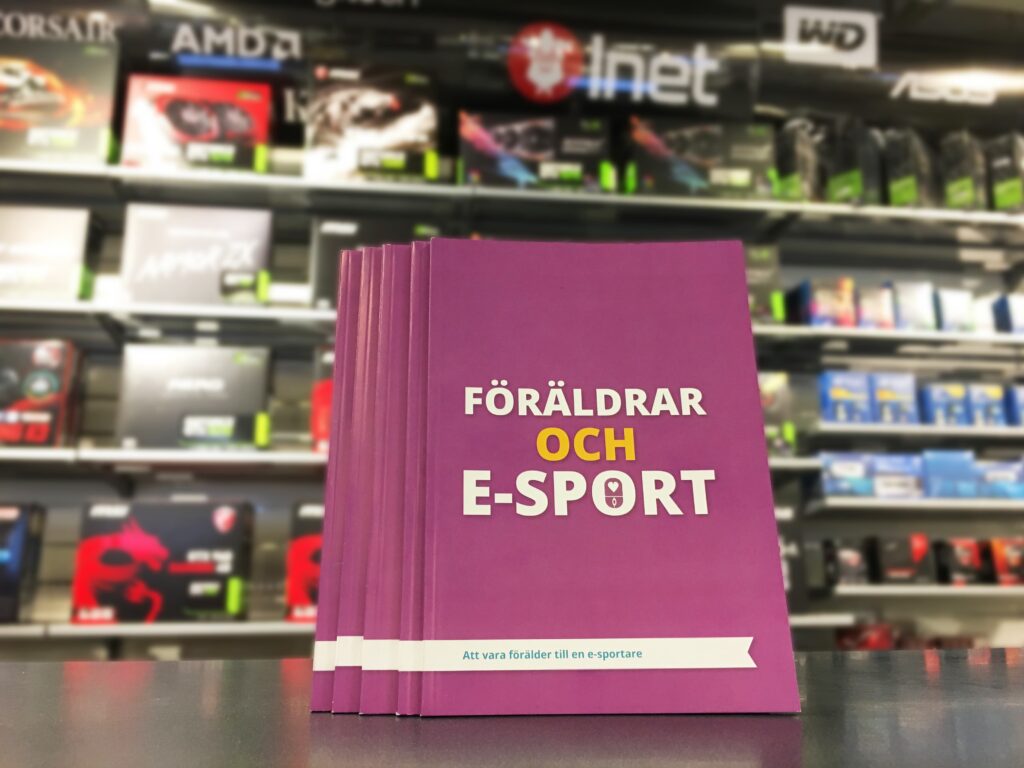 CORSAIR
AMD
Inet
WD
ASUS
FÖRÄLDRAR
OCH
E-SPORT
Att vara förälder till en e-sportare